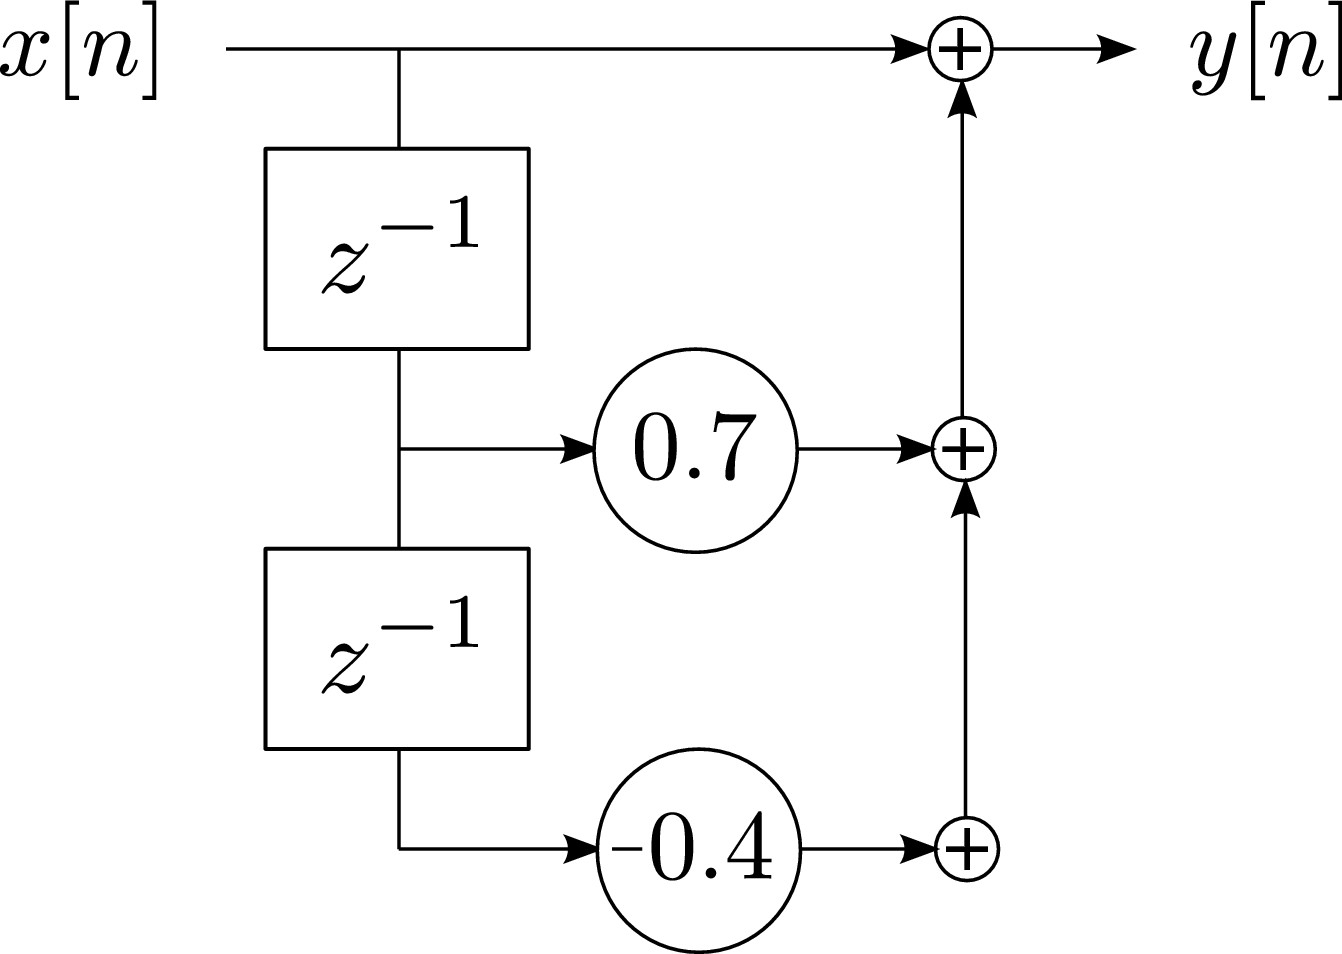 x[n] + y[n]
z⁻¹
0.7 +
z⁻¹
–0.4 +